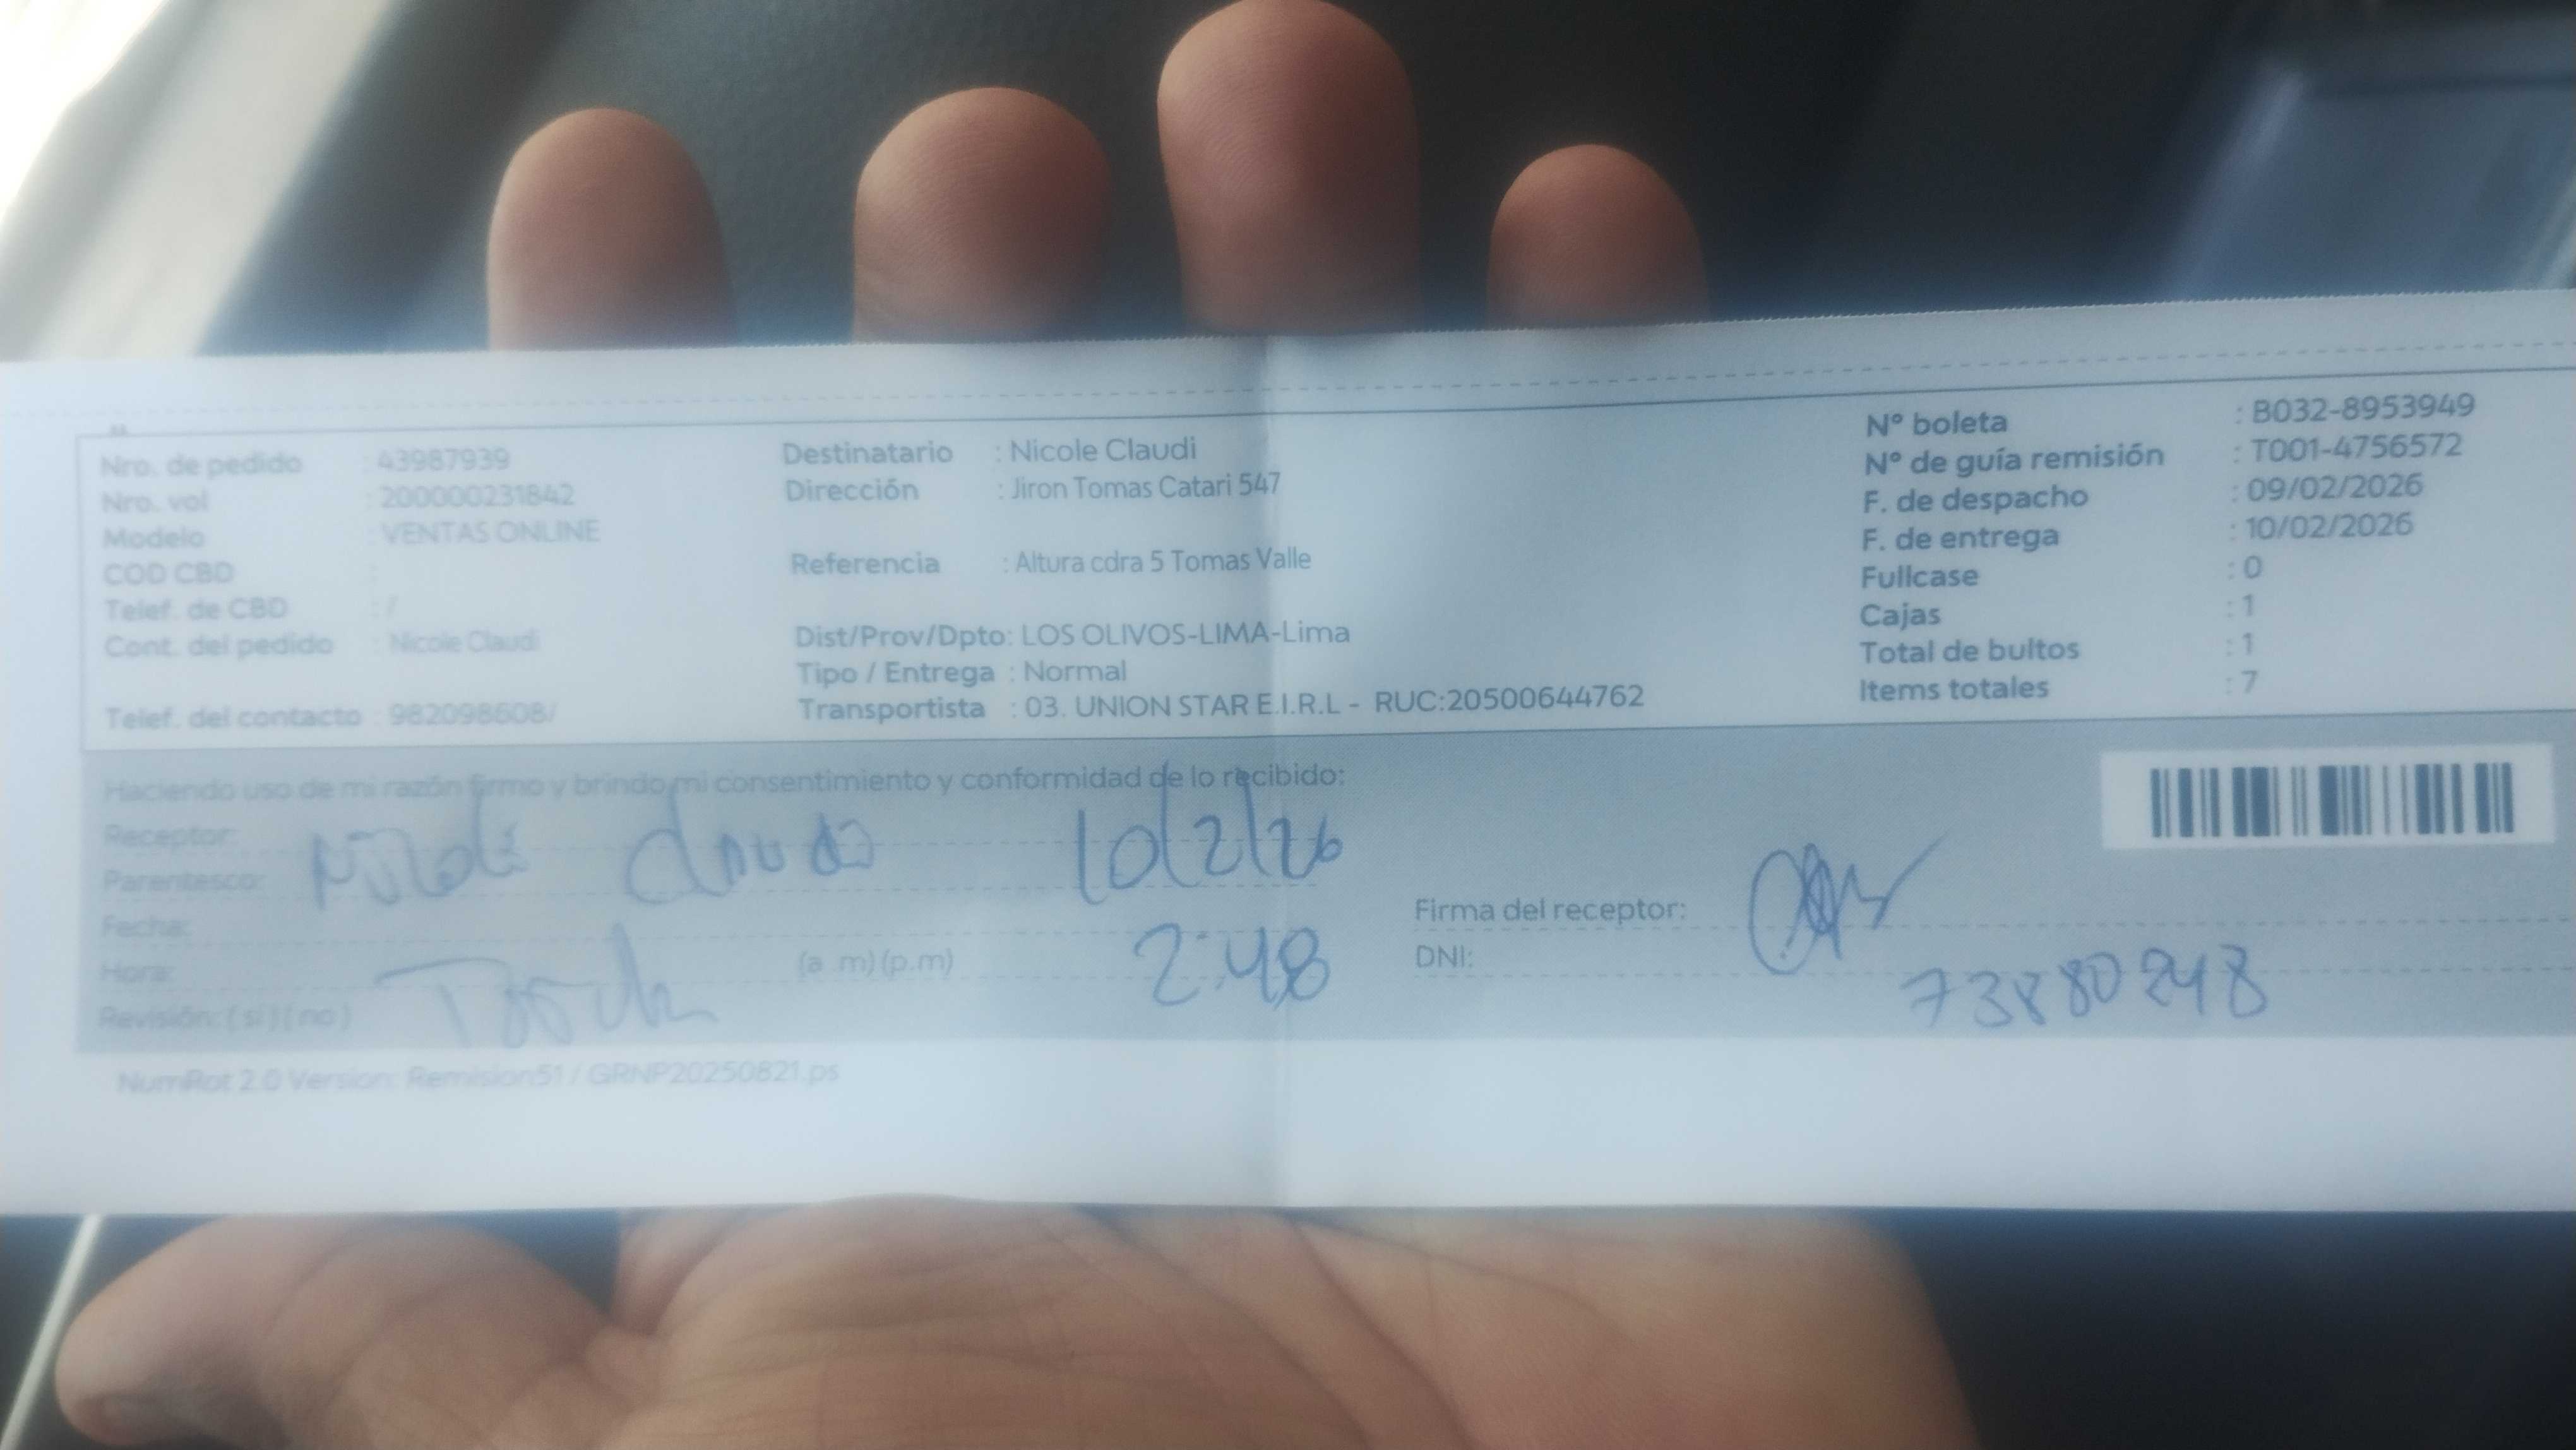 Nro. de pedido : 43987939
Nro. vol : 200000231842
Modelo : VENTAS ONLINE
COD CBD :
Telef. de CBD : /
Cont. del pedido : Nicole Claudi
Telef. del contacto : 982098608/
Destinatario : Nicole Claudi
Dirección : Jiron Tomas Catari 547
Referencia : Altura cdra 5 Tomas Valle
Dist/Prov/Dpto: LOS OLIVOS-LIMA-Lima
Tipo / Entrega : Normal
Transportista : 03. UNION STAR E.I.R.L - RUC:20500644762
Nº boleta : B032-8953949
Nº de guía remisión : T001-4756572
F. de despacho : 09/02/2026
F. de entrega : 10/02/2026
Fullcase : 0
Cajas : 1
Total de bultos : 1
Items totales : 7
Haciendo uso de mi razón firmo y brindo mi consentimiento y conformidad de lo recibido:
Receptor:
Parentesco: 10/2/26
Fecha:
Hora: (a .m) (p.m) 2:48
Revisión: ( si ) ( no )
Firma del receptor:
DNI: 73880248
NumRot 2.0 Version: Remision51 / GRNP20250821.ps